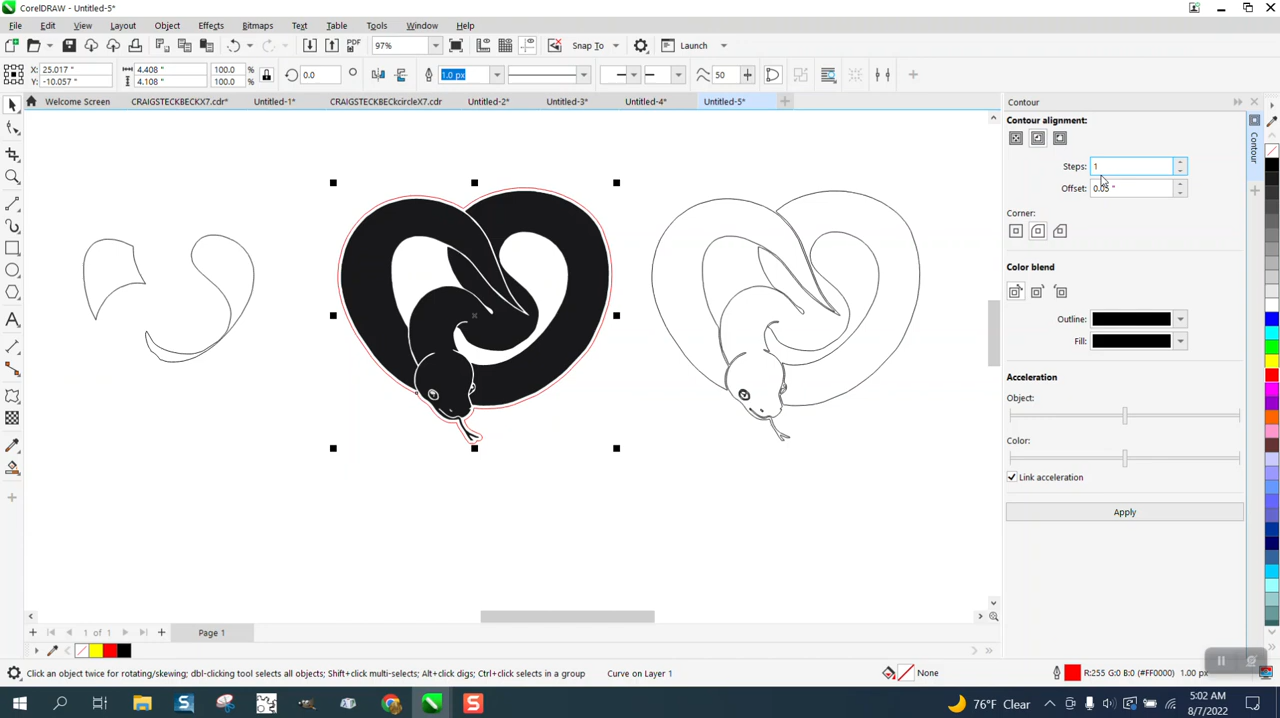 CorelDRAW - Untitled-5*
File Edit View Layout Object Effects Bitmaps Text Table Tools Window Help
PDF 97% Snap To Launch
X: 25.017 " 4.408 " 100.0 % 0.0 ° 1.0 px 50
Y: -10.057 " 4.108 " 100.0 %
Welcome Screen CRAIGSTECKBECKX7.cdr* Untitled-1* CRAIGSTECKBECkcircleX7.cdr Untitled-2* Untitled-3* Untitled-4* Untitled-5*
Contour
Contour
Contour alignment:
Steps: 1
Offset: 0.05 "
Corner:
Color blend
Outline:
Fill:
Acceleration
Object:
Color:
Link acceleration
Apply
1 of 1 Page 1
Click an object twice for rotating/skewing; dbl-clicking tool selects all objects; Shift+click multi-selects; Alt+click digs; Ctrl+click selects in a group Curve on Layer 1 None R:255 G:0 B:0 (#FF0000) 1.00 px
76°F Clear 5:02 AM
8/7/2022